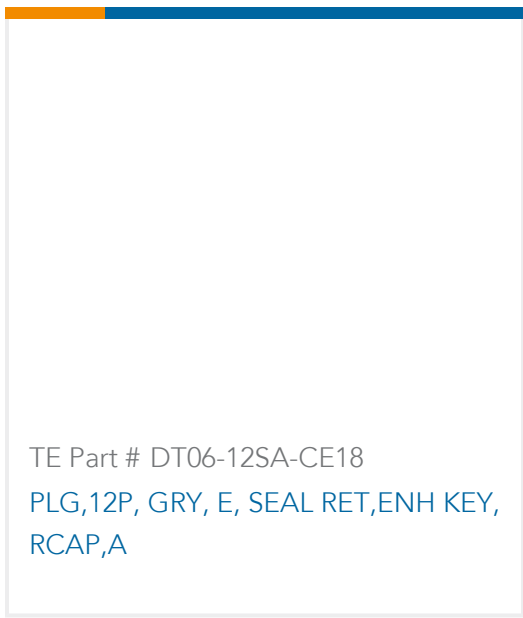 TE Part # DT06-12SA-CE18
PLG,12P, GRY, E, SEAL RET,ENH KEY,
RCAP,A